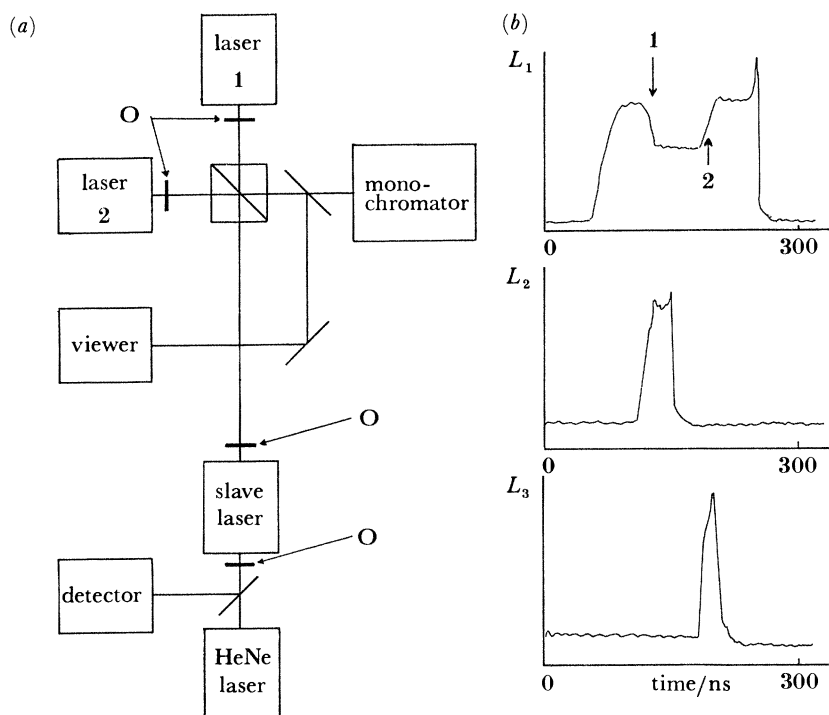 (a)
laser
1
O
laser
2
mono-
chromator
viewer
O
slave
laser
O
detector
HeNe
laser
(b)
L1
1
2
0
300
L2
0
300
L3
0
time/ns
300